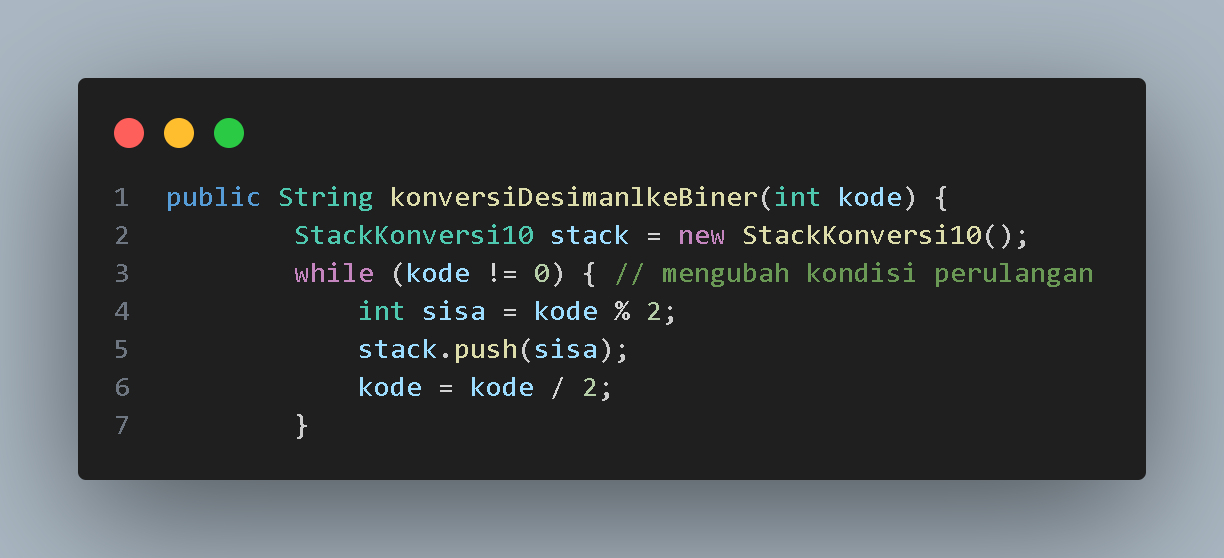 1 public String konversiDesimanlkeBiner(int kode) {
2 StackKonversi10 stack = new StackKonversi10();
3 while (kode != 0) { // mengubah kondisi perulangan
4 int sisa = kode % 2;
5 stack.push(sisa);
6 kode = kode / 2;
7 }